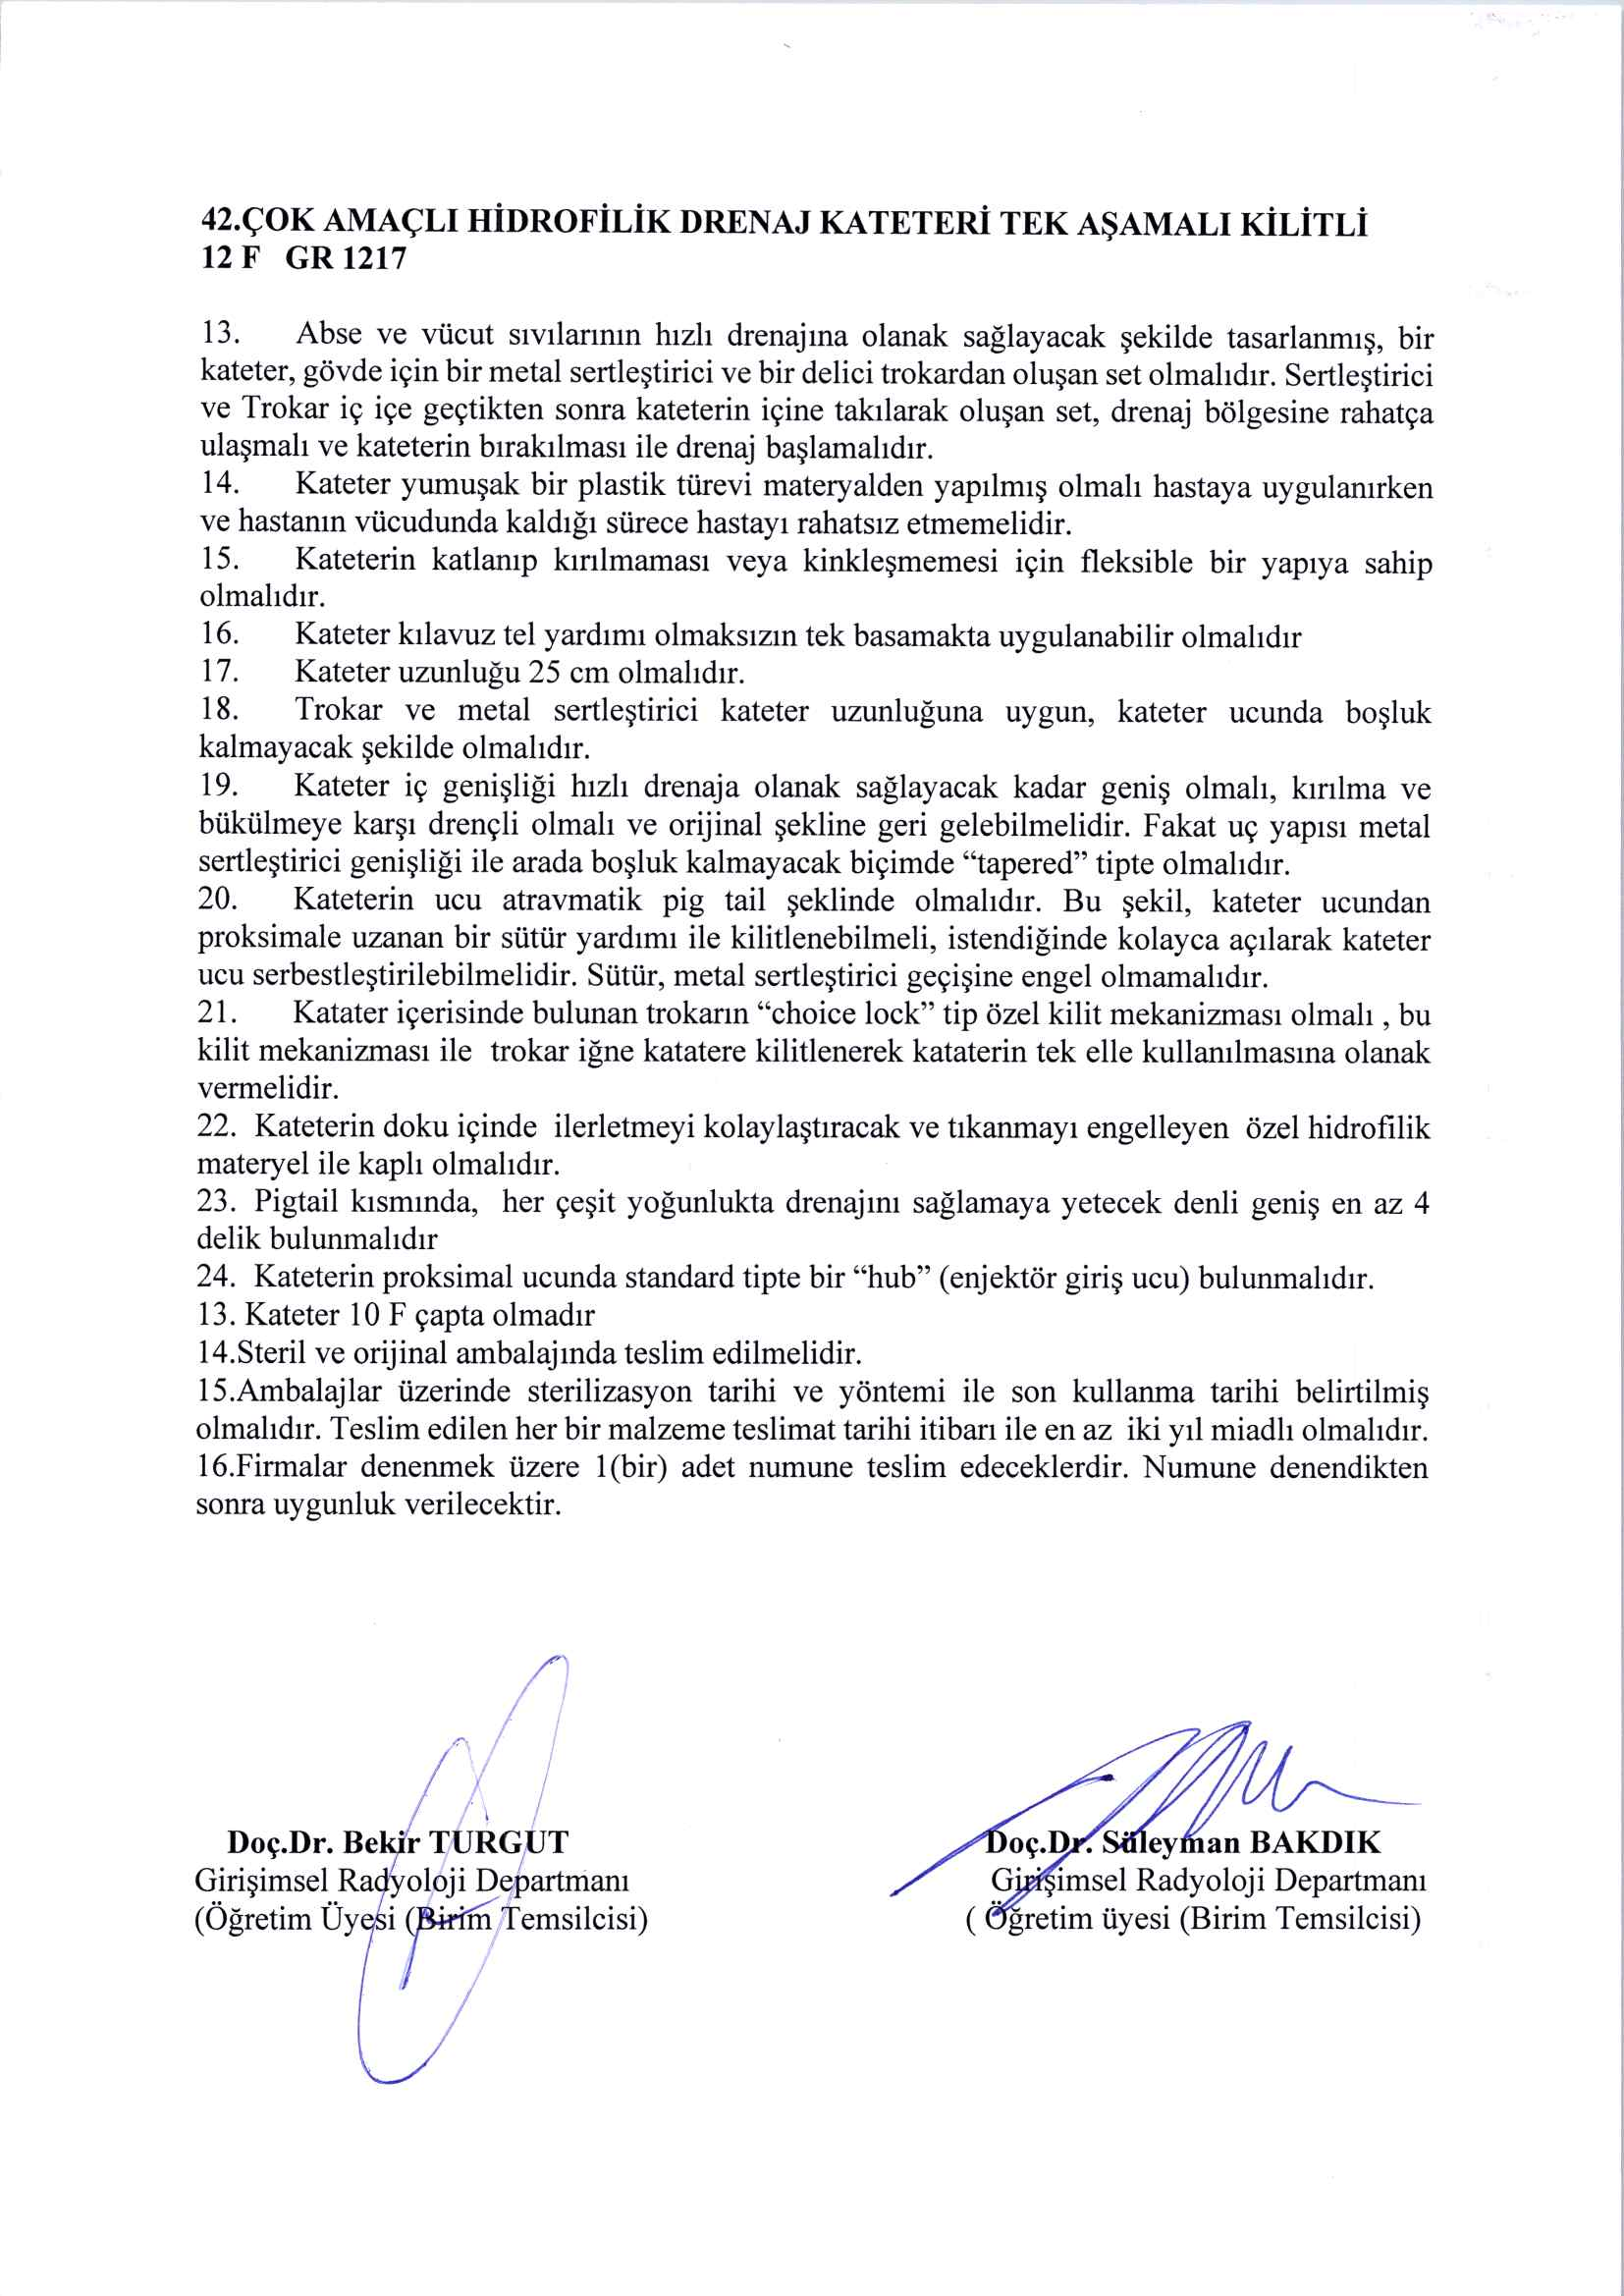 42.ÇOK AMAÇLI HİDROFİLİK DRENAJ KATETERİ TEK AŞAMALI KİLİTLİ
12 F GR 1217
13. Abse ve vücut sıvılarının hızlı drenajına olanak sağlayacak şekilde tasarlanmış, bir
kateter, gövde için bir metal sertleştirici ve bir delici trokardan oluşan set olmalıdır. Sertleştirici
ve Trokar iç içe geçtikten sonra kateterin içine takılarak oluşan set, drenaj bölgesine rahatça
ulaşmalı ve kateterin bırakılması ile drenaj başlamalıdır.
14. Kateter yumuşak bir plastik türevi materyalden yapılmış olmalı hastaya uygulanırken
ve hastanın vücudunda kaldığı sürece hastayı rahatsız etmemelidir.
15. Kateterin katlanıp kırılmaması veya kinkleşmemesi için fleksible bir yapıya sahip
olmalıdır.
16. Kateter kılavuz tel yardımı olmaksızın tek basamakta uygulanabilir olmalıdır
17. Kateter uzunluğu 25 cm olmalıdır.
18. Trokar ve metal sertleştirici kateter uzunluğuna uygun, kateter ucunda boşluk
kalmayacak şekilde olmalıdır.
19. Kateter iç genişliği hızlı drenaja olanak sağlayacak kadar geniş olmalı, kırılma ve
bükülmeye karşı drençli olmalı ve orijinal şekline geri gelebilmelidir. Fakat uç yapısı metal
sertleştirici genişliği ile arada boşluk kalmayacak biçimde “tapered” tipte olmalıdır.
20. Kateterin ucu atravmatik pig tail şeklinde olmalıdır. Bu şekil, kateter ucundan
proksimale uzanan bir sütür yardımı ile kilitlenebilmeli, istendiğinde kolayca açılarak kateter
ucu serbestleştirilebilmelidir. Sütür, metal sertleştirici geçişine engel olmamalıdır.
21. Katater içerisinde bulunan trokarın “choice lock” tip özel kilit mekanizması olmalı , bu
kilit mekanizması ile trokar iğne katatere kilitlenerek kataterin tek elle kullanılmasına olanak
vermelidir.
22. Kateterin doku içinde ilerletmeyi kolaylaştıracak ve tıkanmayı engelleyen özel hidrofilik
materyel ile kaplı olmalıdır.
23. Pigtail kısmında, her çeşit yoğunlukta drenajını sağlamaya yetecek denli geniş en az 4
delik bulunmalıdır
24. Kateterin proksimal ucunda standard tipte bir “hub” (enjektör giriş ucu) bulunmalıdır.
13. Kateter 10 F çapta olmadır
14.Steril ve orijinal ambalajında teslim edilmelidir.
15.Ambalajlar üzerinde sterilizasyon tarihi ve yöntemi ile son kullanma tarihi belirtilmiş
olmalıdır. Teslim edilen her bir malzeme teslimat tarihi itibarı ile en az iki yıl miadlı olmalıdır.
16.Firmalar denenmek üzere 1(bir) adet numune teslim edeceklerdir. Numune denendikten
sonra uygunluk verilecektir.
Doç.Dr. Bekir TURGUT
Girişimsel Radyoloji Departmanı
(Öğretim Üyesi (Birim Temsilcisi)
Doç.Dr. Süleyman BAKDIK
Girişimsel Radyoloji Departmanı
( Öğretim üyesi (Birim Temsilcisi)